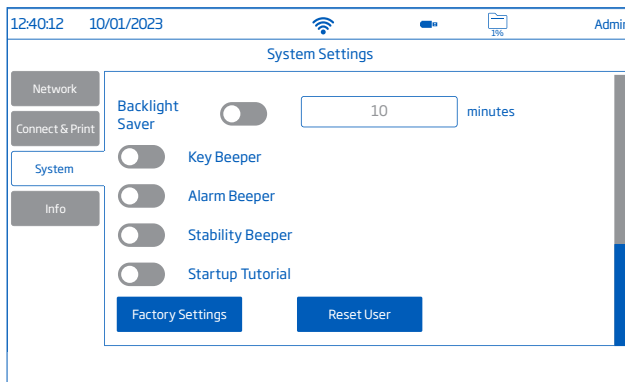 12:40:12 10/01/2023 1% Admin
System Settings
Network
Connect & Print
System
Info
Backlight
Saver
10 minutes
Key Beeper
Alarm Beeper
Stability Beeper
Startup Tutorial
Factory Settings Reset User